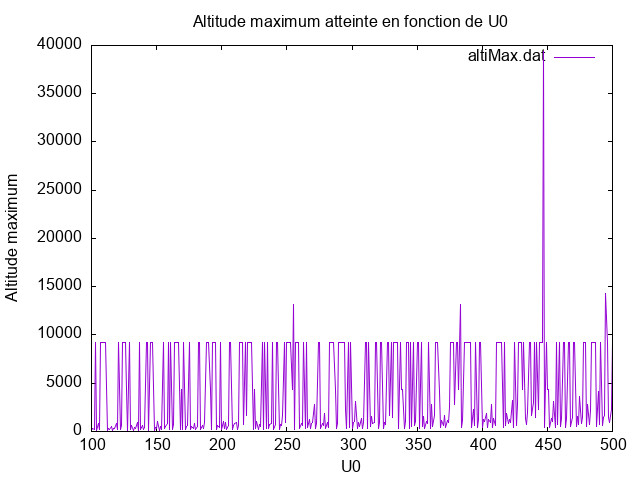 Altitude maximum atteinte en fonction de U0
40000
altiMax.dat
35000
30000
25000
20000
15000
10000
5000
0
Altitude maximum
100 150 200 250 300 350 400 450 500
U0